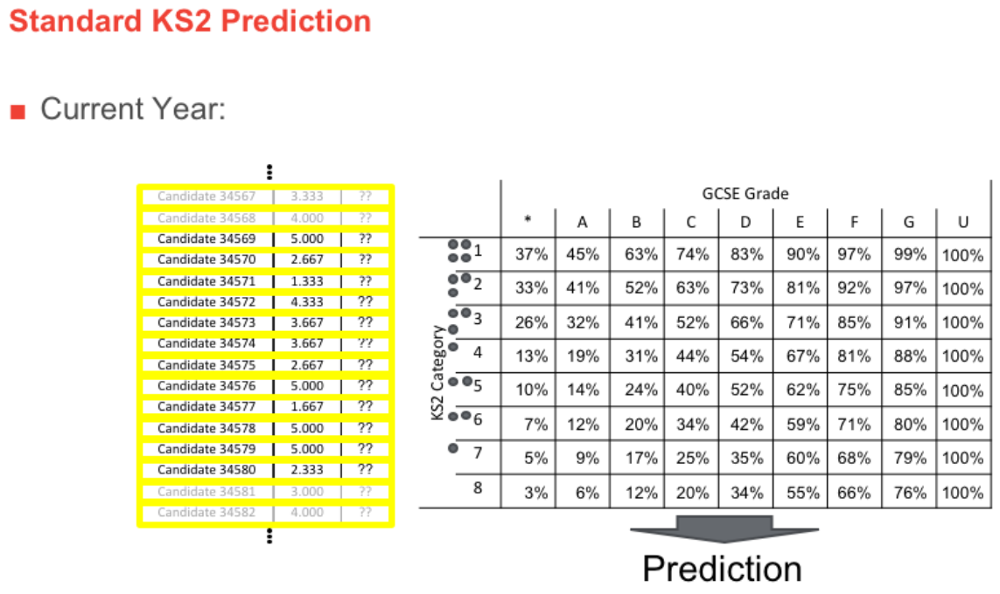 Standard KS2 Prediction
Current Year:
Candidate 34567 | 3.333 | ??
Candidate 34568 | 4.000 | ??
Candidate 34569 | 5.000 | ??
Candidate 34570 | 2.667 | ??
Candidate 34571 | 1.333 | ??
Candidate 34572 | 4.333 | ??
Candidate 34573 | 3.667 | ??
Candidate 34574 | 3.667 | ??
Candidate 34575 | 2.667 | ??
Candidate 34576 | 5.000 | ??
Candidate 34577 | 1.667 | ??
Candidate 34578 | 5.000 | ??
Candidate 34579 | 5.000 | ??
Candidate 34580 | 2.333 | ??
Candidate 34581 | 3.000 | ??
Candidate 34582 | 4.000 | ??
GCSE Grade
* A B C D E F G U
KS2 Category
1 37% 45% 63% 74% 83% 90% 97% 99% 100%
2 33% 41% 52% 63% 73% 81% 92% 97% 100%
3 26% 32% 41% 52% 66% 71% 85% 91% 100%
4 13% 19% 31% 44% 54% 67% 81% 88% 100%
5 10% 14% 24% 40% 52% 62% 75% 85% 100%
6 7% 12% 20% 34% 42% 59% 71% 80% 100%
7 5% 9% 17% 25% 35% 60% 68% 79% 100%
8 3% 6% 12% 20% 34% 55% 66% 76% 100%
Prediction